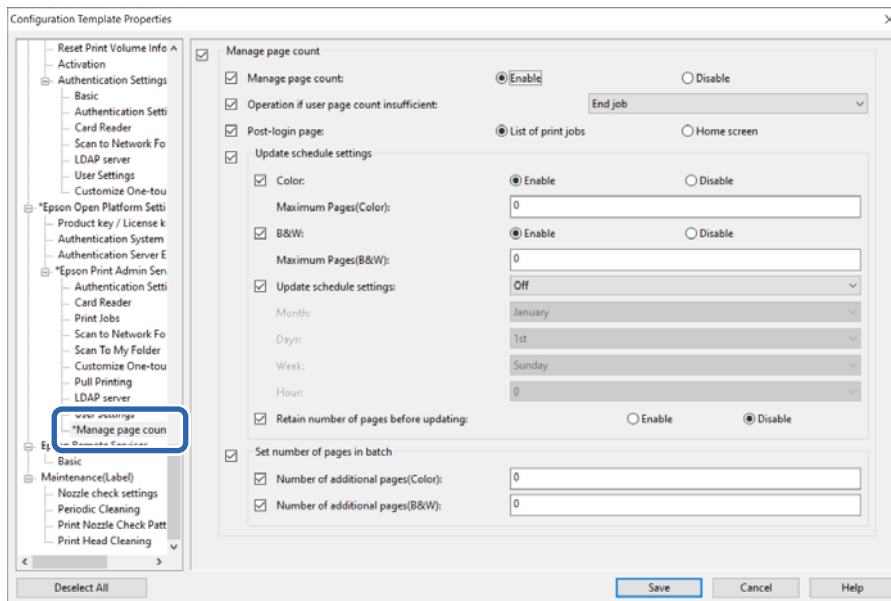 Configuration Template Properties
Reset Print Volume Info
Activation
Authentication Settings
Basic
Authentication Setti
Card Reader
Scan to Network Fo
LDAP server
User Settings
Customize One-tou
*Epson Open Platform Setti
Product key / License k
Authentication System
Authentication Server E
*Epson Print Admin Serv
Authentication Setti
Card Reader
Print Jobs
Scan to Network Fo
Scan To My Folder
Customize One-tou
Pull Printing
LDAP server
User Settings
*Manage page coun
Epson Remote Services
Basic
Maintenance(Label)
Nozzle check settings
Periodic Cleaning
Print Nozzle Check Patt
Print Head Cleaning
Manage page count
Manage page count: Enable Disable
Operation if user page count insufficient: End job
Post-login page: List of print jobs Home screen
Update schedule settings
Color: Enable Disable
Maximum Pages(Color): 0
B&W: Enable Disable
Maximum Pages(B&W): 0
Update schedule settings: Off
Month: January
Days: 1st
Week: Sunday
Hour: 0
Retain number of pages before updating: Enable Disable
Set number of pages in batch
Number of additional pages(Color): 0
Number of additional pages(B&W): 0
Deselect All Save Cancel Help